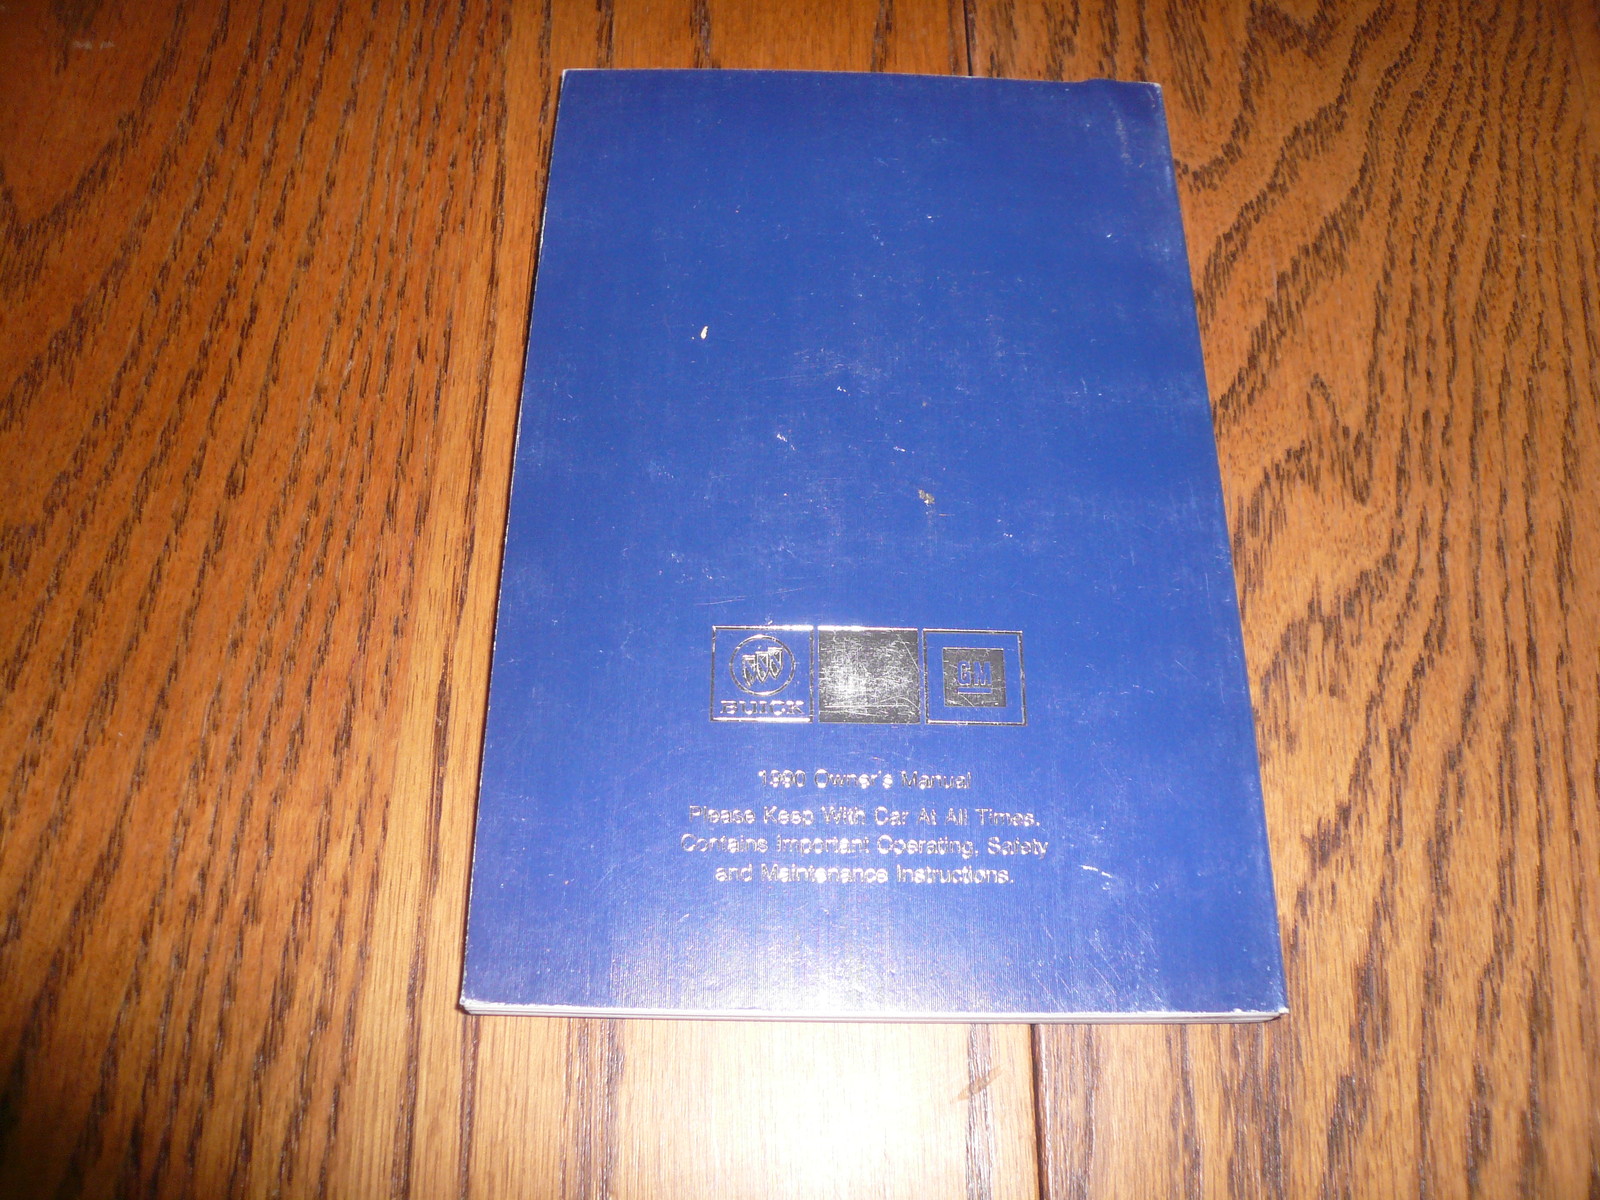 BUICK
GM
1990 Owner's Manual
Please Keep With Car At All Times.
Contains Important Operating, Safety
and Maintenance Instructions.